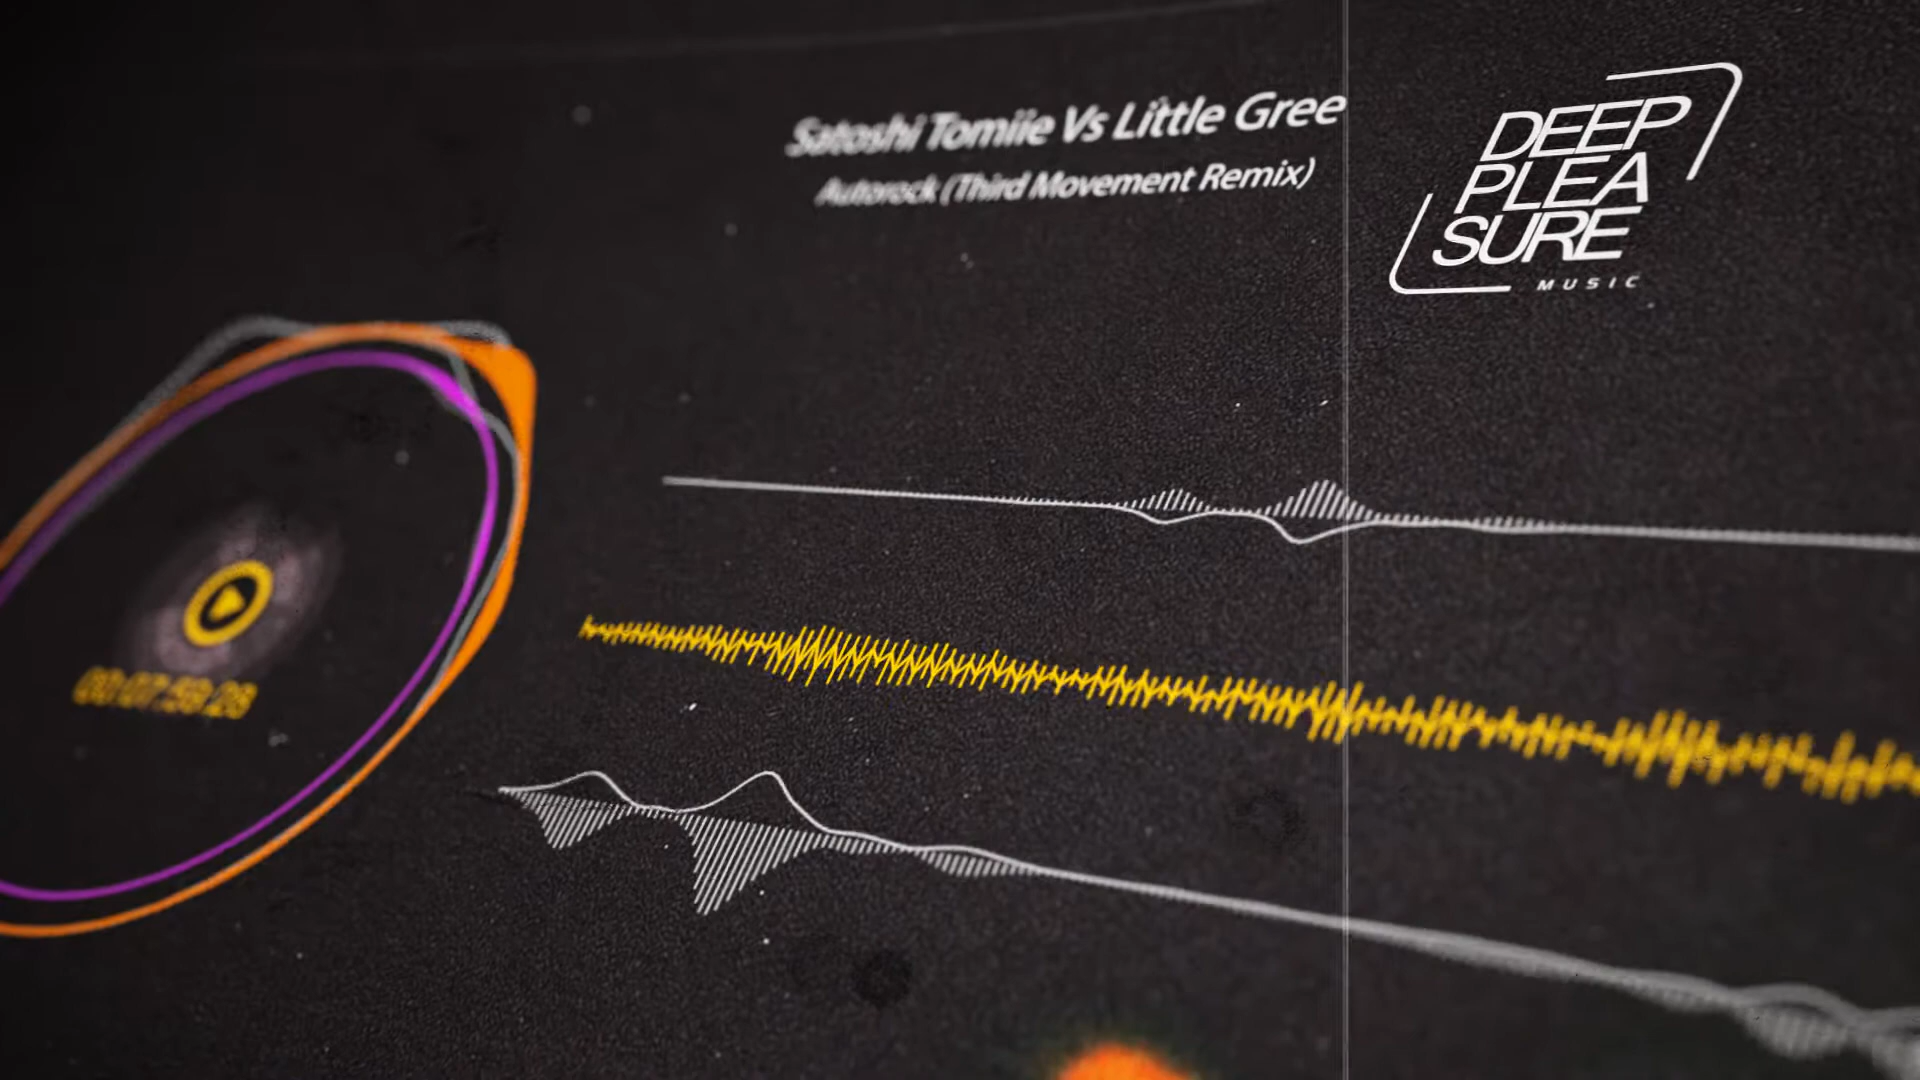 Satoshi Tomiie Vs Little Gree
Autorock (Third Movement Remix)
DEEP
PLEA
SURE
MUSIC
00:07:59:28